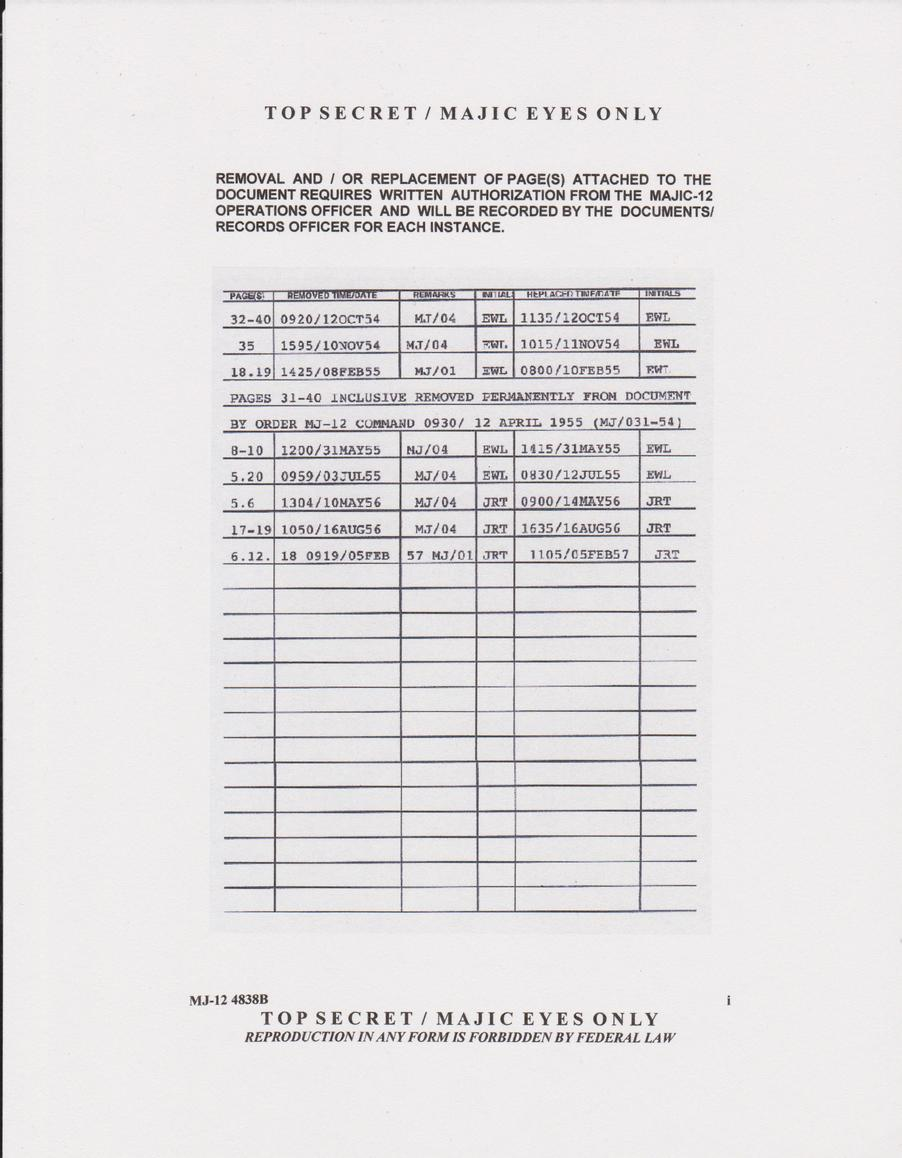 TOP SECRET / MAJIC EYES ONLY
REMOVAL AND / OR REPLACEMENT OF PAGE(S) ATTACHED TO THE
DOCUMENT REQUIRES WRITTEN AUTHORIZATION FROM THE MAJIC-12
OPERATIONS OFFICER AND WILL BE RECORDED BY THE DOCUMENTS/
RECORDS OFFICER FOR EACH INSTANCE.
PAGE(S) REMOVED TIME/DATE REMARKS INITIALS REPLACED TIME/DATE INITIALS
32-40 0920/12OCT54 MJ/04 EWL 1135/12OCT54 EWL
35 1595/10NOV54 MJ/04 EWL 1015/11NOV54 EWL
18.19 1425/08FEB55 MJ/01 EWL 0800/10FEB55 EWL
PAGES 31-40 INCLUSIVE REMOVED PERMANENTLY FROM DOCUMENT
BY ORDER MJ-12 COMMAND 0930/ 12 APRIL 1955 (MJ/031-54)
8-10 1200/31MAY55 MJ/04 EWL 1415/31MAY55 EWL
5.20 0959/03JUL55 MJ/04 EWL 0830/12JUL55 EWL
5.6 1304/10MAY56 MJ/04 JRT 0900/14MAY56 JRT
17-19 1050/16AUG56 MJ/04 JRT 1635/16AUG56 JRT
6.12. 18 0919/05FEB 57 MJ/01 JRT 1105/05FEB57 JRT
MJ-12 4838B i
TOP SECRET / MAJIC EYES ONLY
REPRODUCTION IN ANY FORM IS FORBIDDEN BY FEDERAL LAW